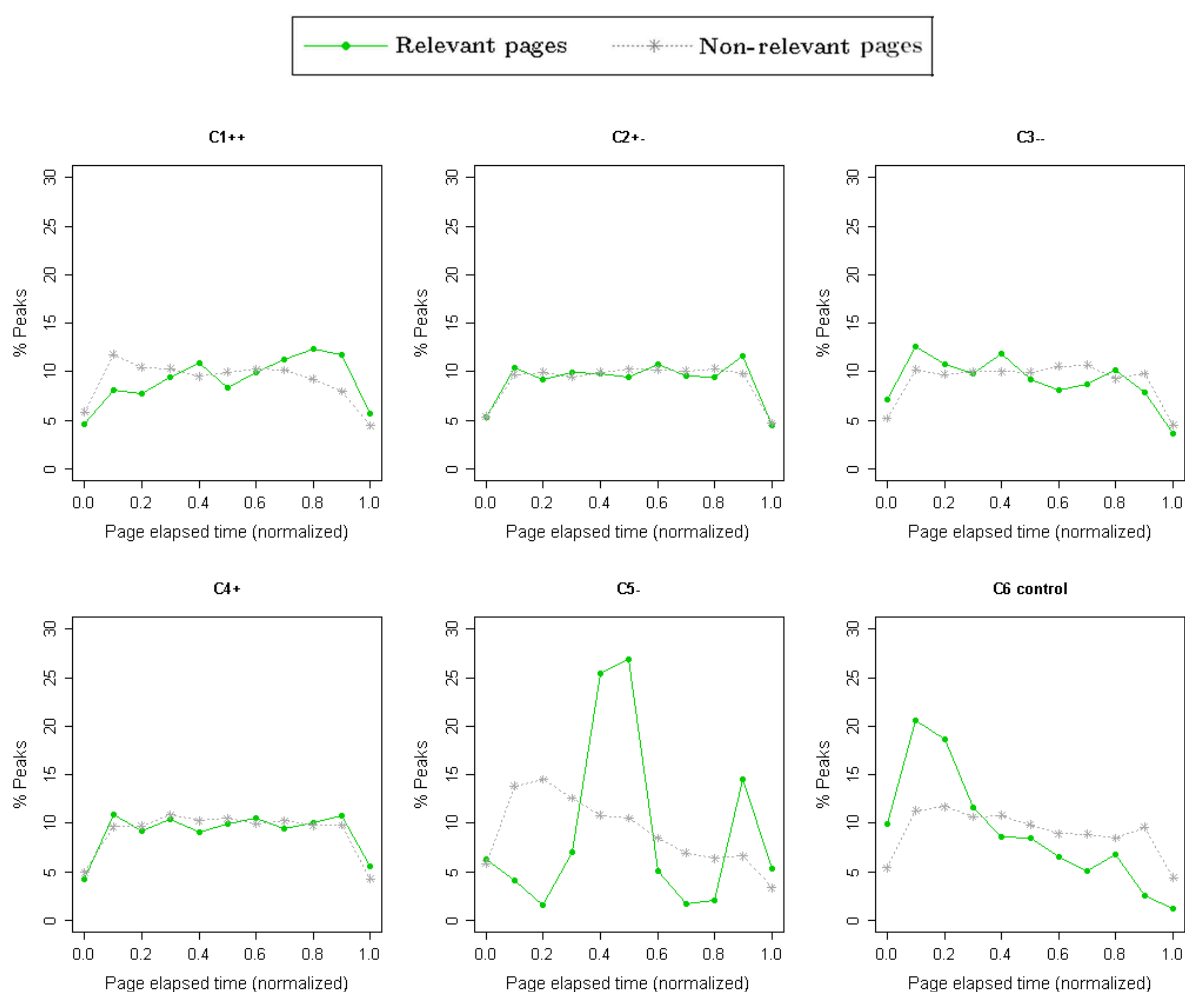 Relevant pages Non-relevant pages
C1++ C2+- C3--
% Peaks % Peaks % Peaks
30 30 30
25 25 25
20 20 20
15 15 15
10 10 10
5 5 5
0 0 0
0.0 0.2 0.4 0.6 0.8 1.0 0.0 0.2 0.4 0.6 0.8 1.0 0.0 0.2 0.4 0.6 0.8 1.0
Page elapsed time (normalized) Page elapsed time (normalized) Page elapsed time (normalized)
C4+ C5- C6 control
% Peaks % Peaks % Peaks
30 30 30
25 25 25
20 20 20
15 15 15
10 10 10
5 5 5
0 0 0
0.0 0.2 0.4 0.6 0.8 1.0 0.0 0.2 0.4 0.6 0.8 1.0 0.0 0.2 0.4 0.6 0.8 1.0
Page elapsed time (normalized) Page elapsed time (normalized) Page elapsed time (normalized)